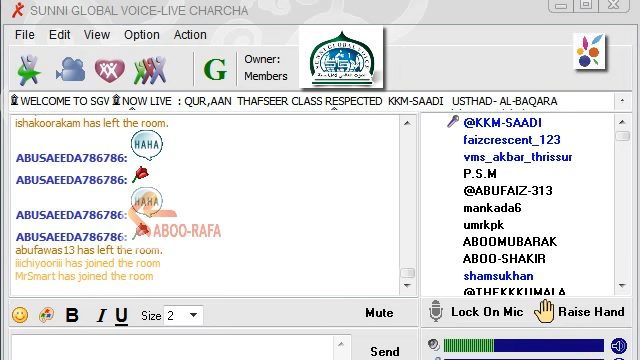 SUNNI GLOBAL VOICE-LIVE CHARCHA
File Edit View Option Action
G
Owner:
Members
WELCOME TO SGV NOW LIVE : QUR,AAN THAFSEER CLASS RESPECTED KKM-SAADI USTHAD- AL-BAQARA
ishakoorakam has left the room.
ABUSAEEDA786786: HAHA
ABUSAEEDA786786:
ABUSAEEDA786786: HAHA
ABUSAEEDA786786:
ABOO-RAFA
abufawas13 has left the room.
iiichiyooriii has joined the room
MrSmart has joined the room
@KKM-SAADI
faizcrescent_123
vms_akbar_thrissur
P.S.M
@ABUFAIZ-313
mankada6
umrkpk
ABOOMUBARAK
ABOO-SHAKIR
shamsukhan
@THEKKKUMALA
B I U Size 2 Mute
Lock On Mic Raise Hand
Send